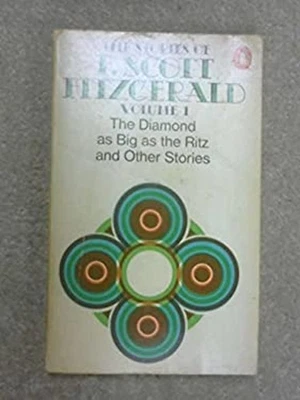 THE STORIES OF
F. SCOTT
FITZGERALD
VOLUME 1
The Diamond
as Big as the Ritz
and Other Stories